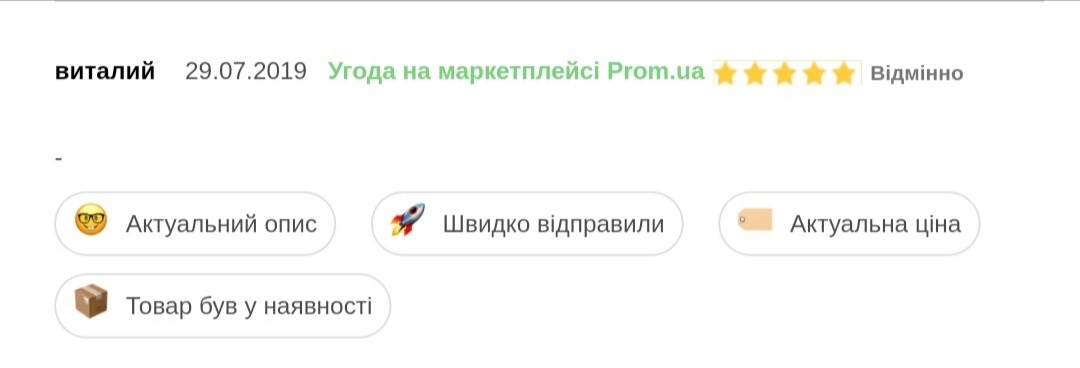 виталий 29.07.2019 Угода на маркетплейсі Prom.ua Відмінно
-
Актуальний опис Швидко відправили Актуальна ціна
Товар був у наявності